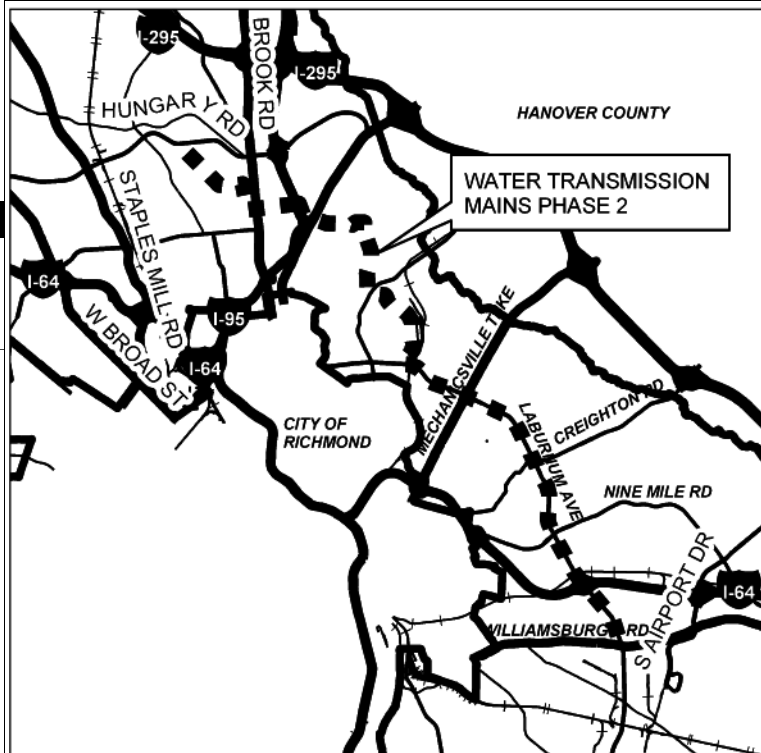 I-295
BROOK RD
I-295
HUNGARY RD
HANOVER COUNTY
WATER TRANSMISSION
MAINS PHASE 2
STAPLES MILL RD
I-64
I-95
W BROAD ST
I-64
MECHANICSVILLE TPKE
CITY OF
RICHMOND
LABURNUM AVE
CREIGHTON RD
NINE MILE RD
S AIRPORT DR
I-64
WILLIAMSBURG RD